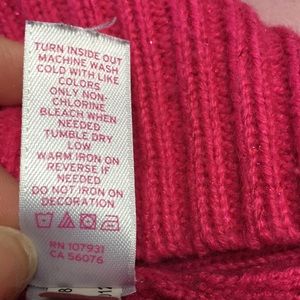 TURN INSIDE OUT
MACHINE WASH
COLD WITH LIKE
COLORS
ONLY NON-
CHLORINE
BLEACH WHEN
NEEDED
TUMBLE DRY
LOW
WARM IRON ON
REVERSE IF
NEEDED
DO NOT IRON ON
DECORATION
RN 107931
CA 56076